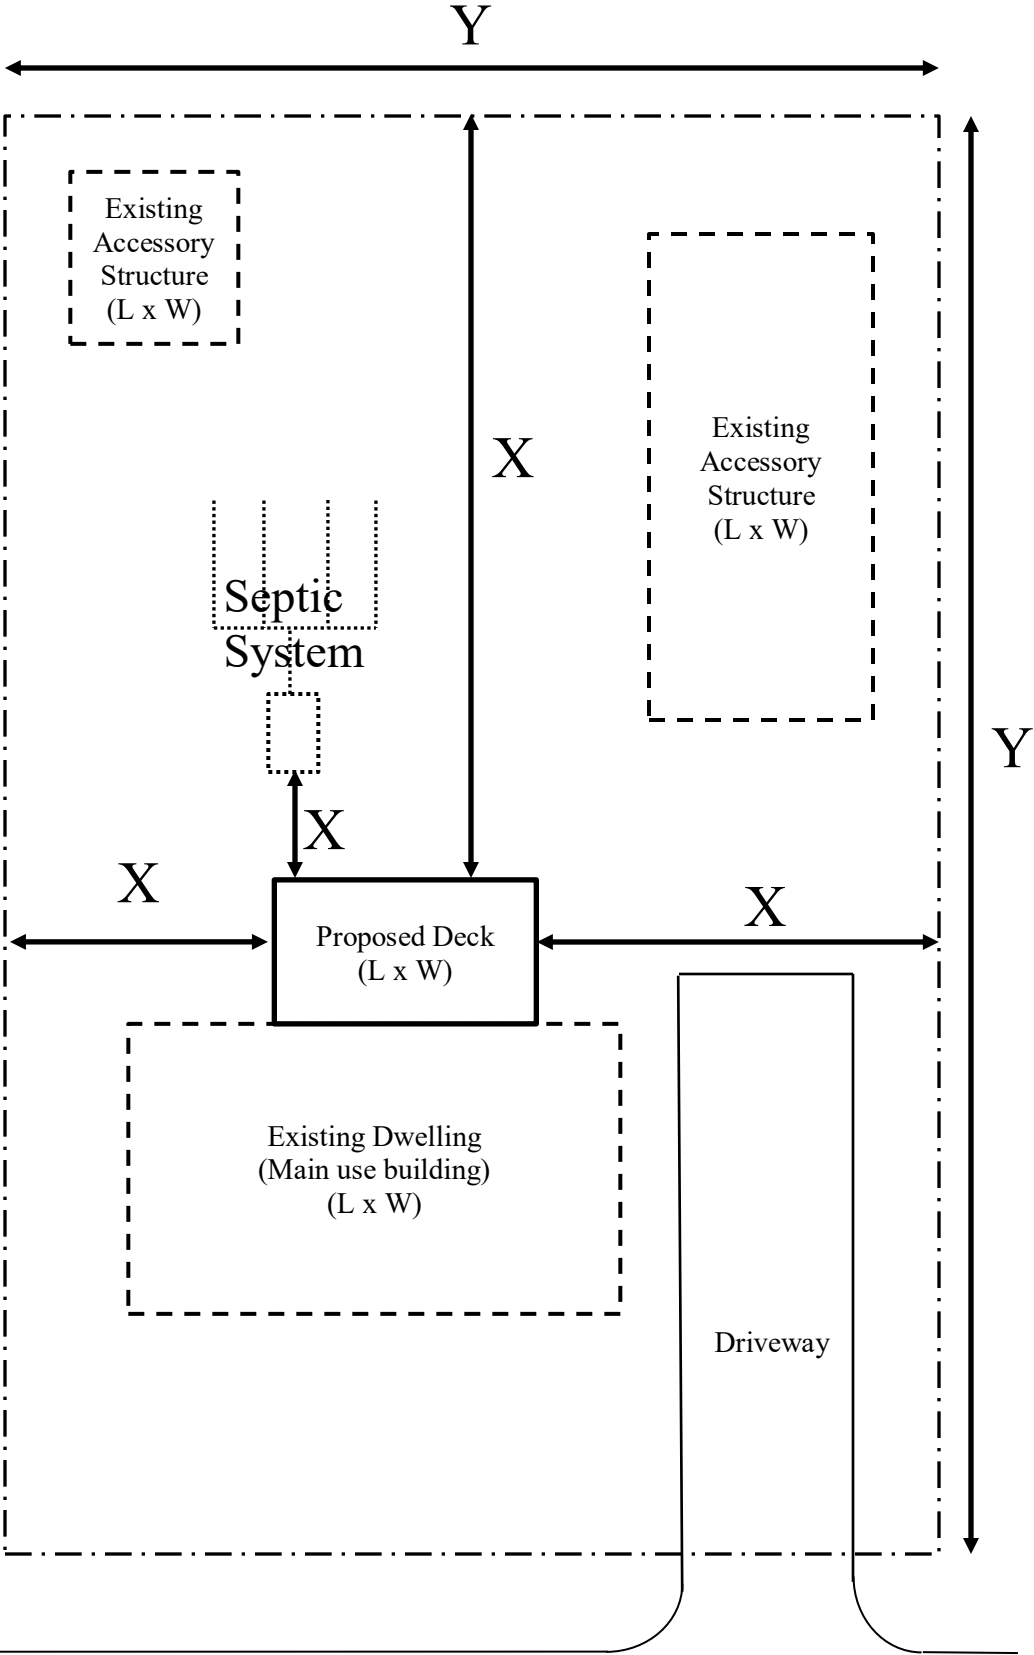 Y
Existing
Accessory
Structure
(L x W)
Existing
Accessory
Structure
(L x W)
X
Septic
System
Y
X
X
X
Proposed Deck
(L x W)
Existing Dwelling
(Main use building)
(L x W)
Driveway